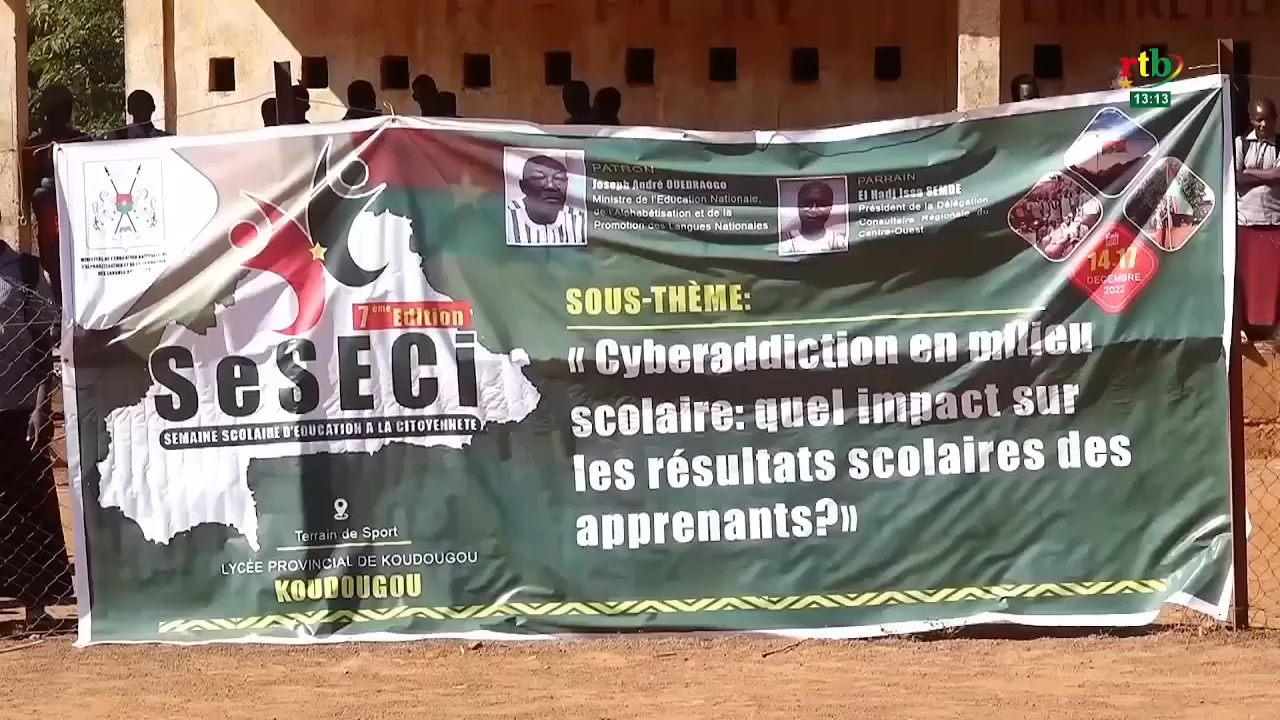 rtb
13:13
PATRON
Joseph André OUEDRAOGO
Ministre de l'Education Nationale,
de l'Alphabétisation et de la
Promotion des Langues Nationales
PARRAIN
El Hadj Issa SEMDE
Président de la Délégation
Consulaire Régionale du
Centre-Ouest
14-17
DECEMBRE
2022
7ème Edition
SeSECi
SEMAINE SCOLAIRE D'EDUCATION A LA CITOYENNETE
SOUS-THÈME:
« Cyberaddiction en milieu
scolaire: quel impact sur
les résultats scolaires des
apprenants?»
Terrain de Sport
LYCÉE PROVINCIAL DE KOUDOUGOU
KOUDOUGOU